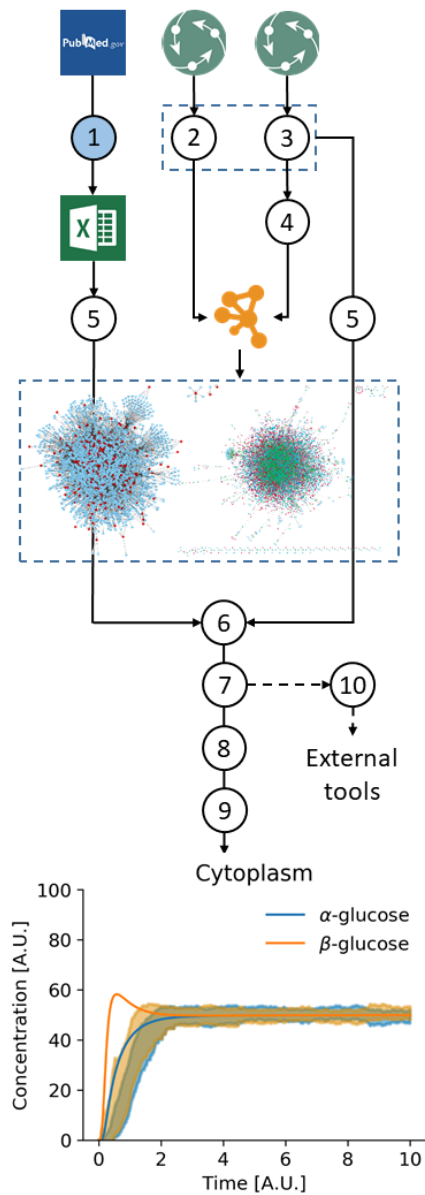 PubMed.gov
1
2
3
X
4
5
5
6
7
10
8
External
tools
9
Cytoplasm
100
80
60
40
20
0
Concentration [A.U.]
α-glucose
β-glucose
0
2
4
6
8
10
Time [A.U.]